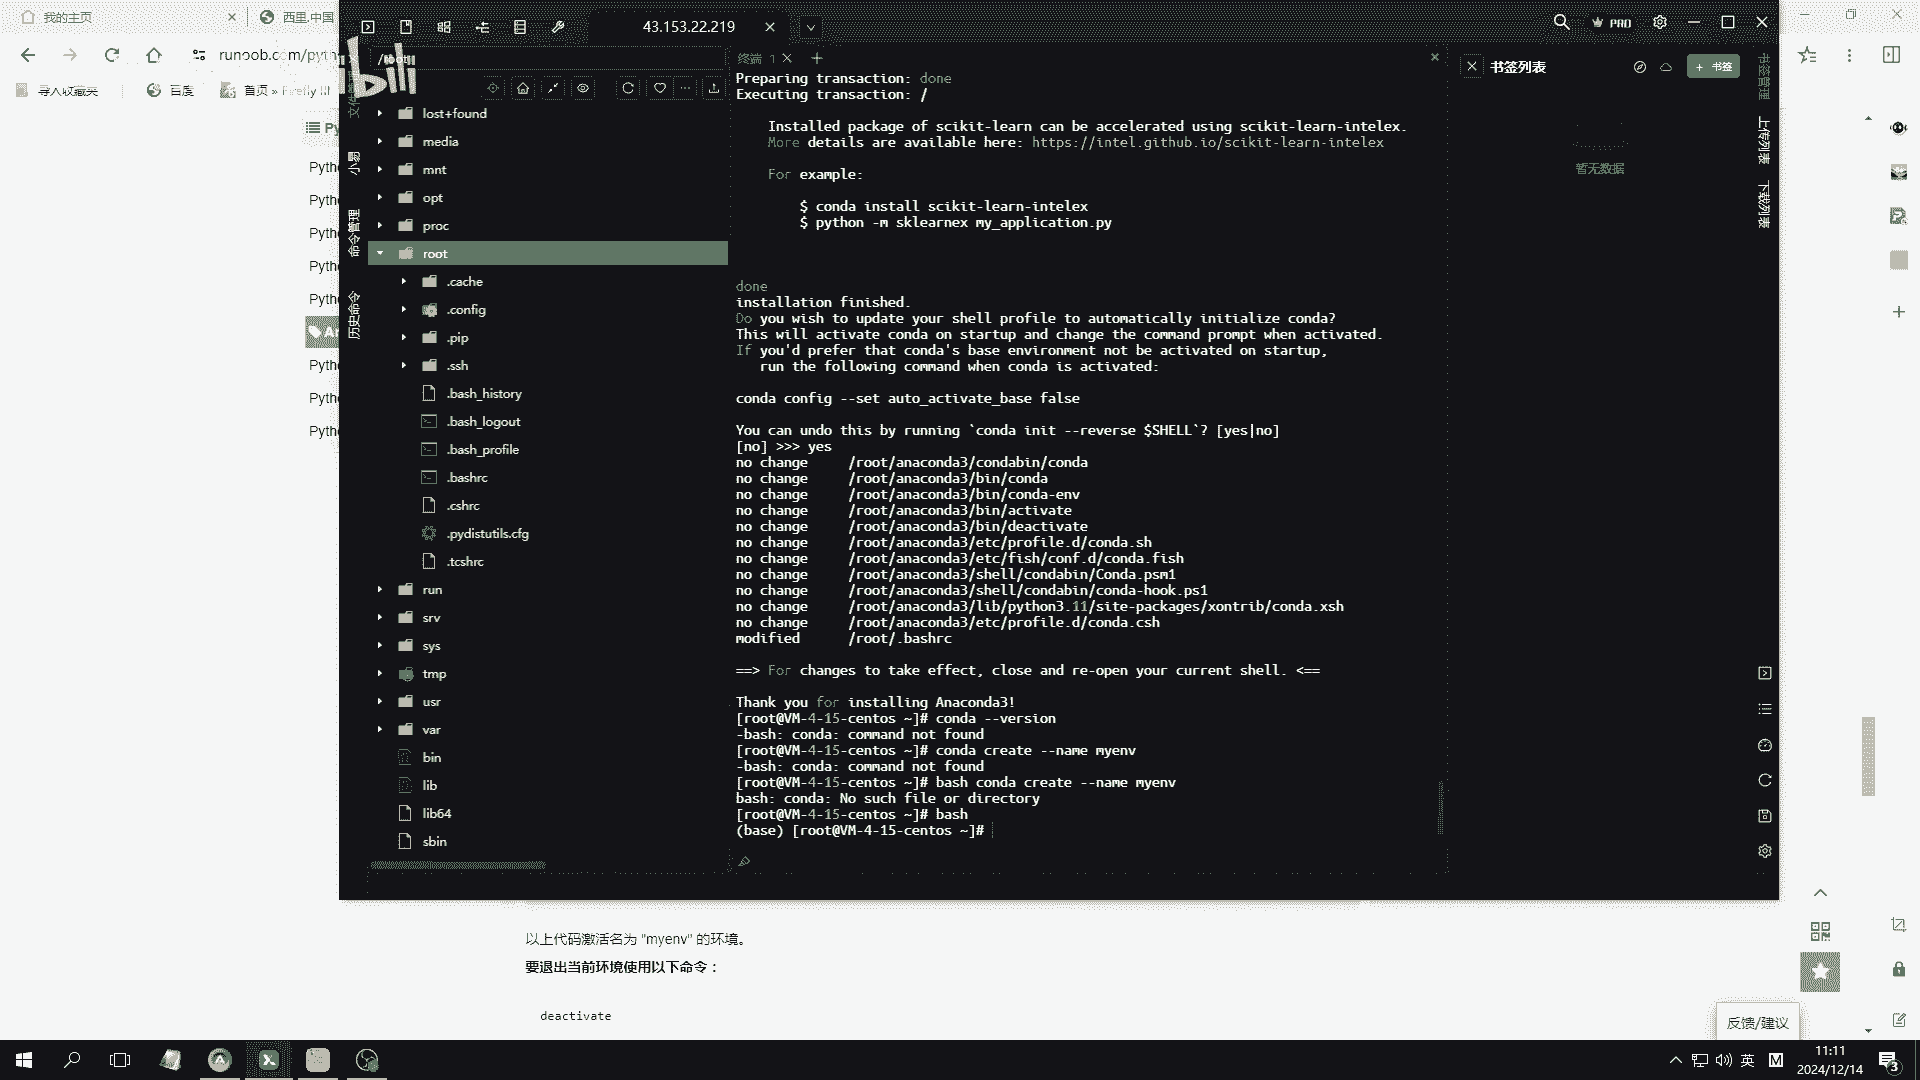 我的主页
西里.中国
runoob.com/pyth
导入收藏夹
百度
首页 » Firefly III
bili
Py
Pyth
Pyth
Pyth
Pyth
Pyth
Pyth
Pyth
Pyth
43.153.22.219
PRO
小易
命令管理
历史命令
lost+found
media
mnt
opt
proc
root
.cache
.config
.pip
.ssh
.bash_history
.bash_logout
.bash_profile
.bashrc
.cshrc
.pydistutils.cfg
.tcshrc
run
srv
sys
tmp
usr
var
bin
lib
lib64
sbin
终端 1
Preparing transaction: done
Executing transaction: /
Installed package of scikit-learn can be accelerated using scikit-learn-intelex.
More details are available here: https://intel.github.io/scikit-learn-intelex
For example:
$ conda install scikit-learn-intelex
$ python -m sklearnex my_application.py
done
installation finished.
Do you wish to update your shell profile to automatically initialize conda?
This will activate conda on startup and change the command prompt when activated.
If you'd prefer that conda's base environment not be activated on startup,
run the following command when conda is activated:
conda config --set auto_activate_base false
You can undo this by running `conda init --reverse $SHELL`? [yes|no]
[no] >>> yes
no change /root/anaconda3/condabin/conda
no change /root/anaconda3/bin/conda
no change /root/anaconda3/bin/conda-env
no change /root/anaconda3/bin/activate
no change /root/anaconda3/bin/deactivate
no change /root/anaconda3/etc/profile.d/conda.sh
no change /root/anaconda3/etc/fish/conf.d/conda.fish
no change /root/anaconda3/shell/condabin/Conda.psm1
no change /root/anaconda3/shell/condabin/conda-hook.ps1
no change /root/anaconda3/lib/python3.11/site-packages/xontrib/conda.xsh
no change /root/anaconda3/etc/profile.d/conda.csh
modified /root/.bashrc
==> For changes to take effect, close and re-open your current shell. <==
Thank you for installing Anaconda3!
[root@VM-4-15-centos ~]# conda --version
-bash: conda: command not found
[root@VM-4-15-centos ~]# conda create --name myenv
-bash: conda: command not found
[root@VM-4-15-centos ~]# bash conda create --name myenv
bash: conda: No such file or directory
[root@VM-4-15-centos ~]# bash
(base) [root@VM-4-15-centos ~]#
书签列表
+ 书签
暂无数据
书签管理
上传列表
下载列表
以上代码激活名为 "myenv" 的环境。
要退出当前环境使用以下命令：
deactivate
反馈/建议
英
M
11:11
2024/12/14
3